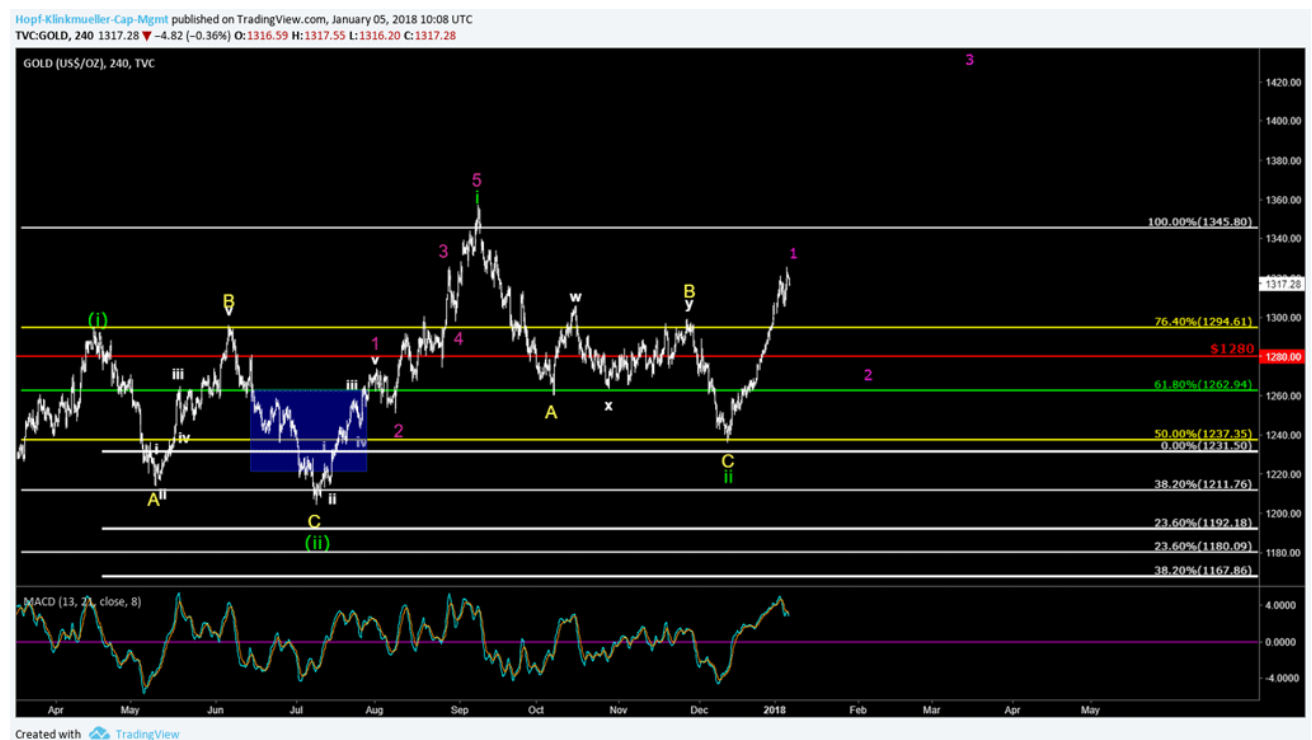 Hopf-Klinkmueller-Cap-Mgmt published on TradingView.com, January 05, 2018 10:08 UTC
TVC:GOLD, 240 1317.28 ▼ −4.82 (−0.36%) O:1316.59 H:1317.55 L:1316.20 C:1317.28
GOLD (US$/OZ), 240, TVC
3
1420.00
1400.00
1380.00
1360.00
1340.00
1317.28
1300.00
1280.00
1260.00
1240.00
1220.00
1200.00
1180.00
5
i
100.00%(1345.80)
3
1
w
B
y
B
v
(i)
76.40%(1294.61)
$1280
4
1
v
2
iii
iii
61.80%(1262.94)
A
x
2
i
iv
i
iv
50.00%(1237.35)
0.00%(1231.50)
C
ii
A
ii
ii
38.20%(1211.76)
C
(ii)
23.60%(1192.18)
23.60%(1180.09)
38.20%(1167.86)
MACD (13, 21, close, 8)
4.0000
0.0000
-4.0000
Apr May Jun Jul Aug Sep Oct Nov Dec 2018 Feb Mar Apr May
Created with TradingView